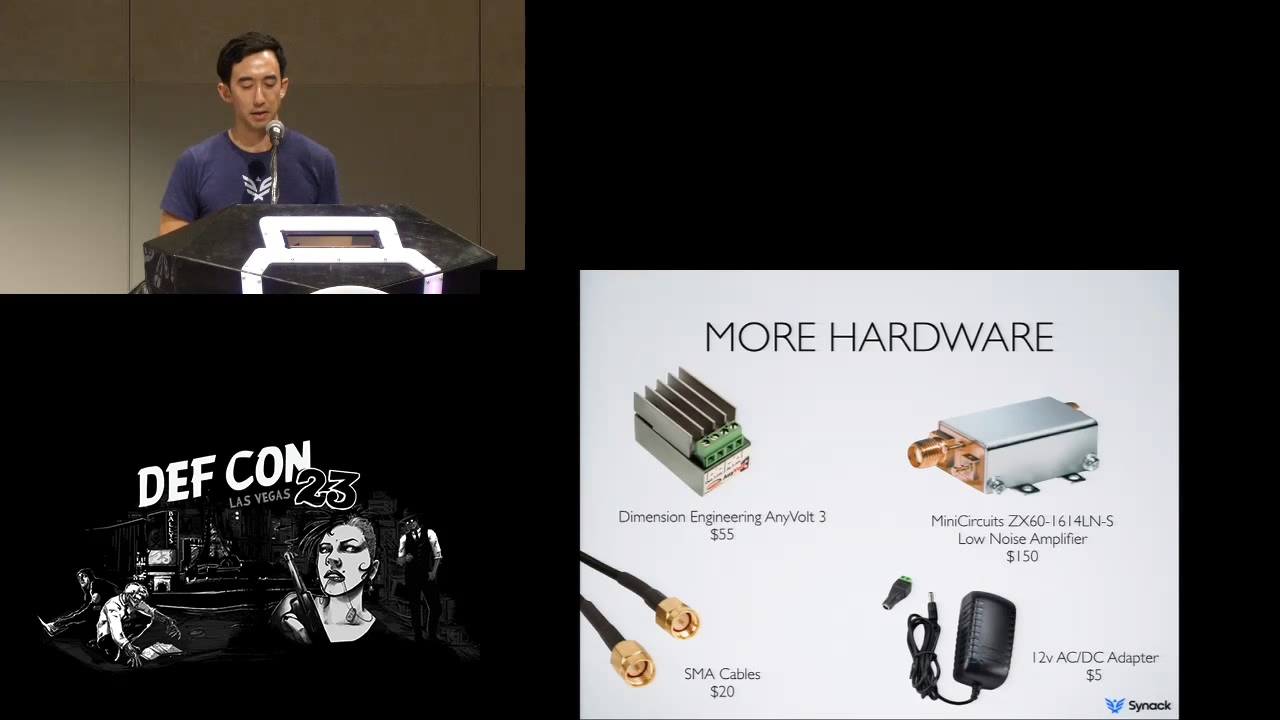 MORE HARDWARE
Dimension Engineering AnyVolt 3
$55
MiniCircuits ZX60-1614LN-S
Low Noise Amplifier
$150
SMA Cables
$20
12v AC/DC Adapter
$5
Synack
DEF CON
LAS VEGAS 23
BALLYS